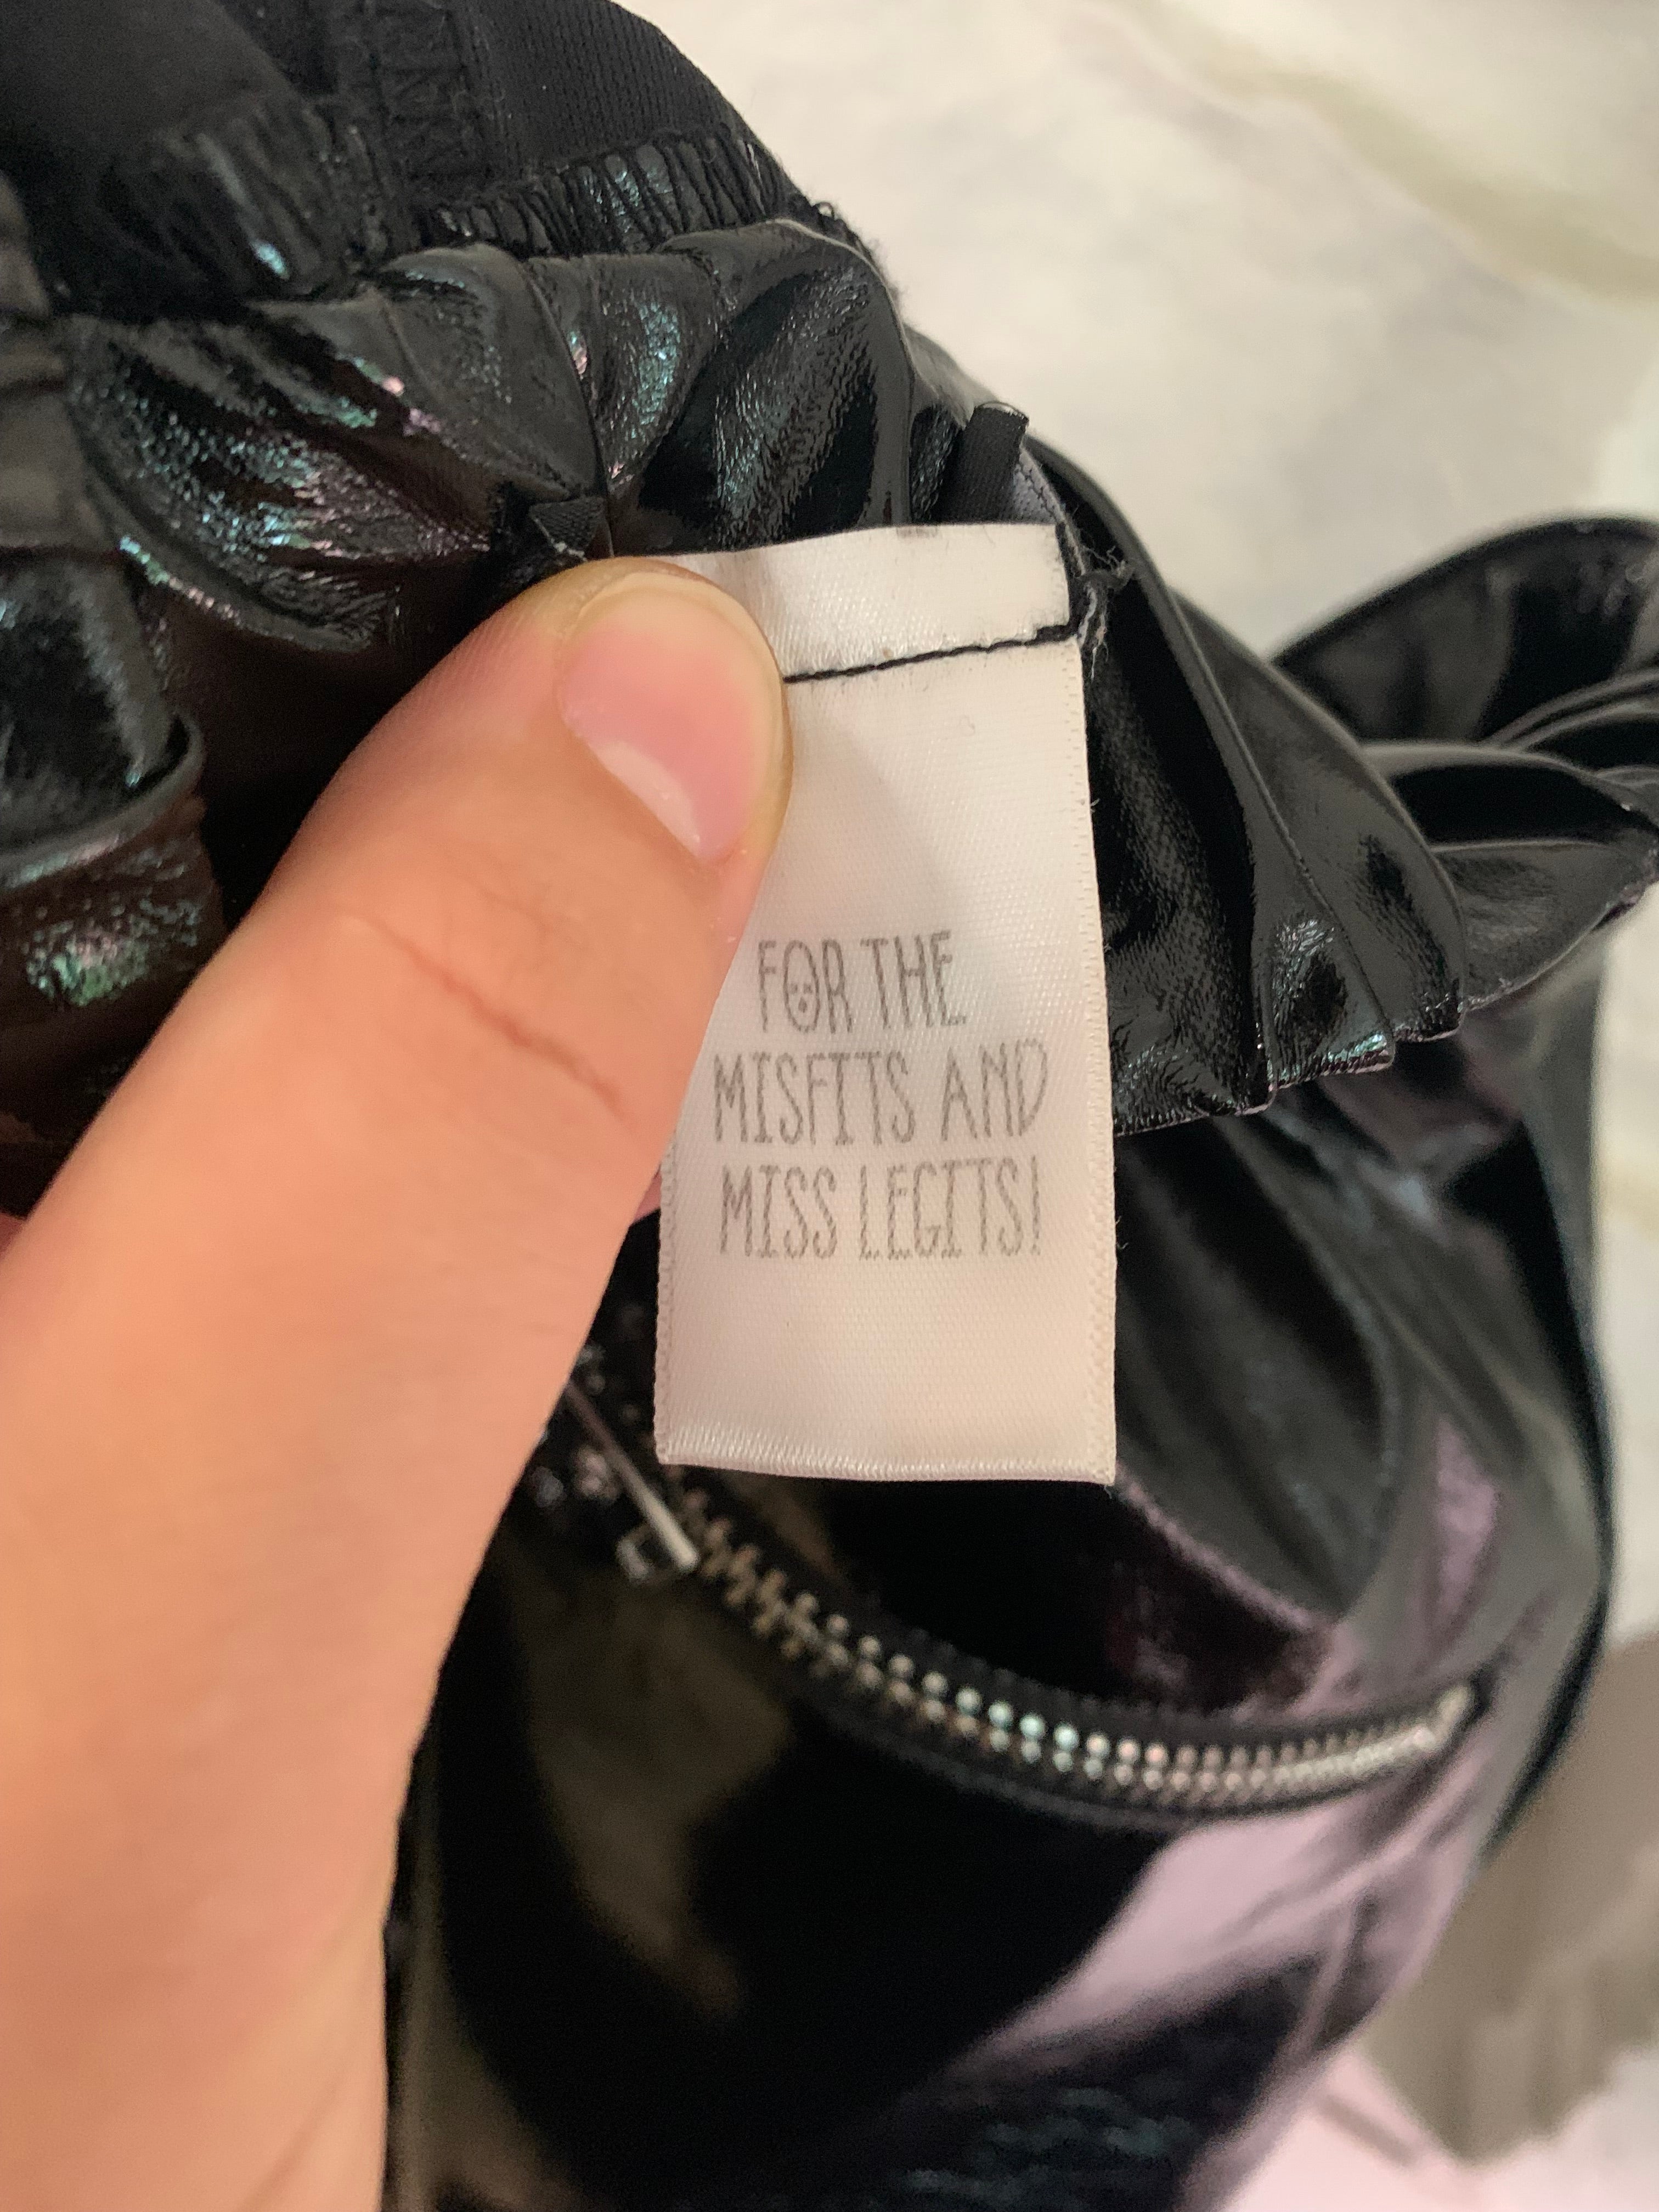 FOR THE
MISFITS AND
MISS LEGITS!